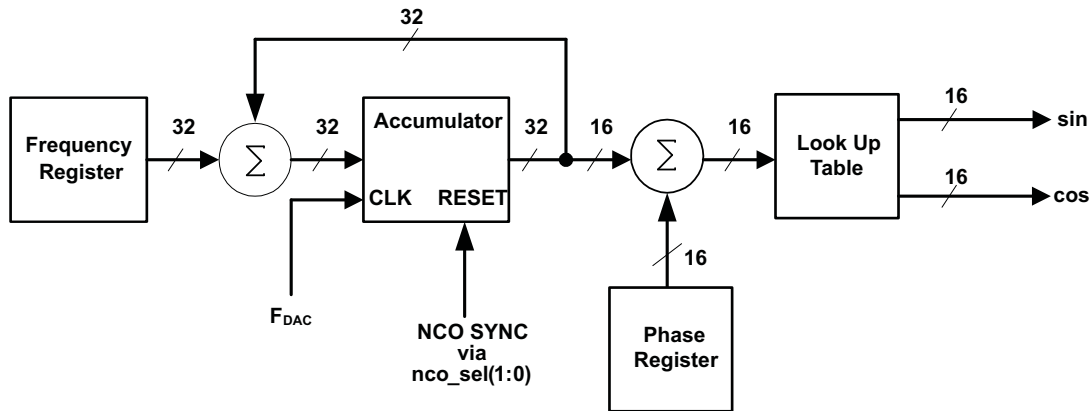 32
Frequency
Register
32
Σ
32
Accumulator
CLK RESET
32
16
Σ
16
Look Up
Table
16
sin
16
cos
16
FDAC
NCO SYNC
via
nco_sel(1:0)
Phase
Register